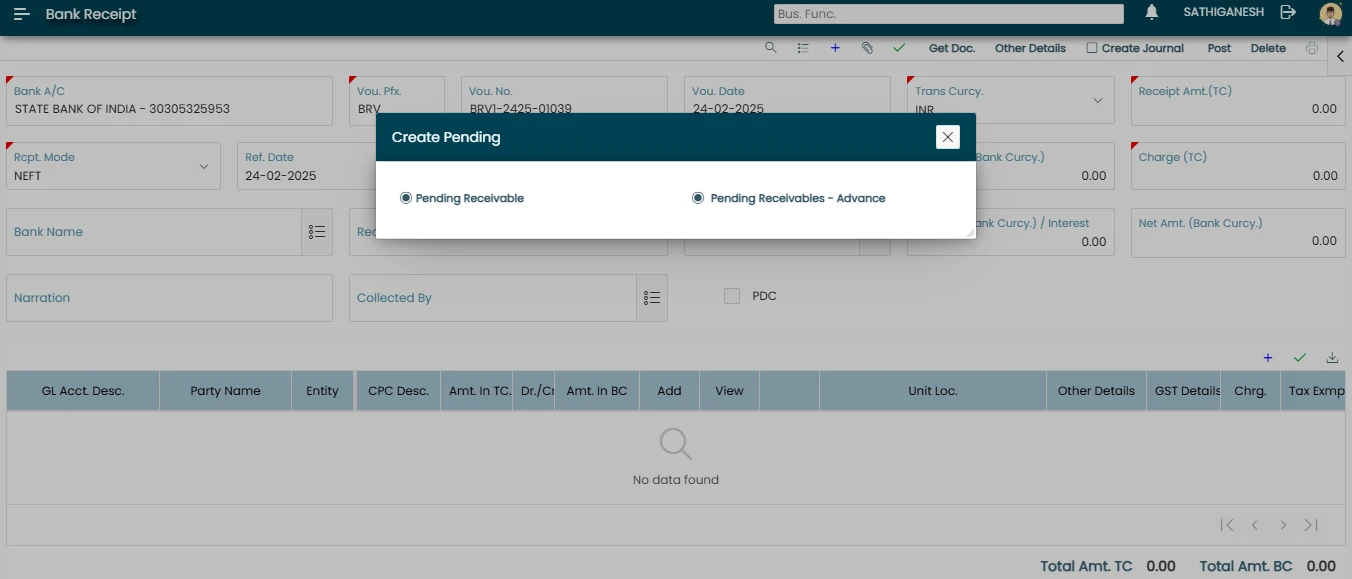 Bank Receipt
Bus. Func.
SATHIGANESH
Get Doc.
Other Details
Create Journal
Post
Delete
Bank A/C
STATE BANK OF INDIA - 30305325953
Vou. Pfx.
BRV
Vou. No.
BRV1-2425-01039
Vou. Date
24-02-2025
Trans Curcy.
INR
Receipt Amt.(TC)
0.00
Create Pending
Rcpt. Mode
NEFT
Ref. Date
24-02-2025
Bank Curcy.)
0.00
Charge (TC)
0.00
Pending Receivable
Pending Receivables - Advance
Bank Name
Rec
ank Curcy.) / Interest
0.00
Net Amt. (Bank Curcy.)
0.00
Narration
Collected By
PDC
GL Acct. Desc.
Party Name
Entity
CPC Desc.
Amt. In TC.
Dr./Cr
Amt. In BC
Add
View
Unit Loc.
Other Details
GST Details
Chrg.
Tax Exmp
No data found
Total Amt. TC 0.00
Total Amt. BC 0.00